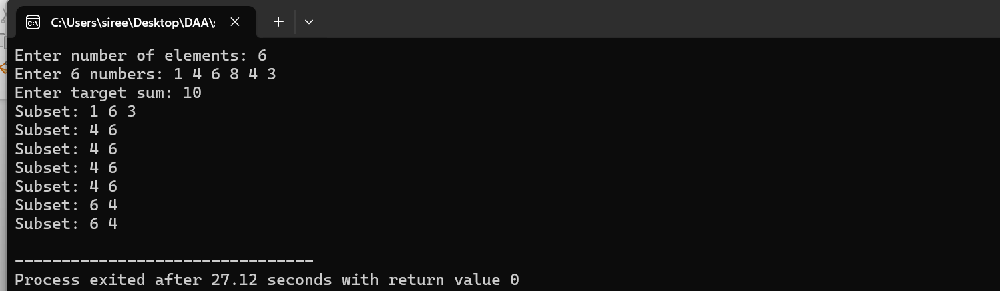 C:\Users\siree\Desktop\DAA\
Enter number of elements: 6
Enter 6 numbers: 1 4 6 8 4 3
Enter target sum: 10
Subset: 1 6 3
Subset: 4 6
Subset: 4 6
Subset: 4 6
Subset: 4 6
Subset: 6 4
Subset: 6 4
--------------------------------
Process exited after 27.12 seconds with return value 0